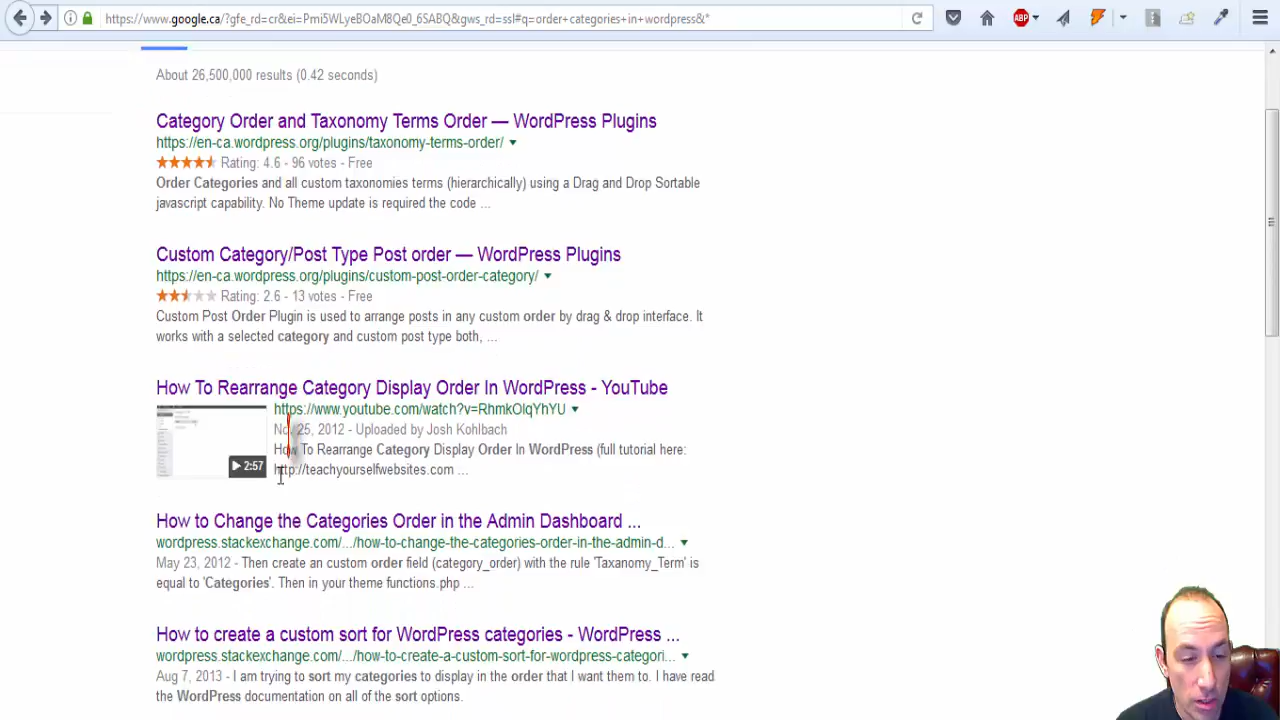 https://www.google.ca/?gfe_rd=cr&ei=Pmi5WLyeBOaM8Qe0_6SABQ&gws_rd=ssl#q=order+categories+in+wordpress&*
ABP
About 26,500,000 results (0.42 seconds)
Category Order and Taxonomy Terms Order — WordPress Plugins
https://en-ca.wordpress.org/plugins/taxonomy-terms-order/
Rating: 4.6 - 96 votes - Free
Order Categories and all custom taxonomies terms (hierarchically) using a Drag and Drop Sortable
javascript capability. No Theme update is required the code ...
Custom Category/Post Type Post order — WordPress Plugins
https://en-ca.wordpress.org/plugins/custom-post-order-category/
Rating: 2.6 - 13 votes - Free
Custom Post Order Plugin is used to arrange posts in any custom order by drag & drop interface. It
works with a selected category and custom post type both, ...
How To Rearrange Category Display Order In WordPress - YouTube
https://www.youtube.com/watch?v=RhmkOlqYhYU
Nov 25, 2012 - Uploaded by Josh Kohlbach
How To Rearrange Category Display Order In WordPress (full tutorial here:
2:57
http://teachyourselfwebsites.com ...
How to Change the Categories Order in the Admin Dashboard ...
wordpress.stackexchange.com/.../how-to-change-the-categories-order-in-the-admin-d...
May 23, 2012 - Then create an custom order field (category_order) with the rule 'Taxanomy_Term' is
equal to 'Categories'. Then in your theme functions.php ...
How to create a custom sort for WordPress categories - WordPress ...
wordpress.stackexchange.com/.../how-to-create-a-custom-sort-for-wordpress-categori...
Aug 7, 2013 - I am trying to sort my categories to display in the order that I want them to. I have read
the WordPress documentation on all of the sort options.